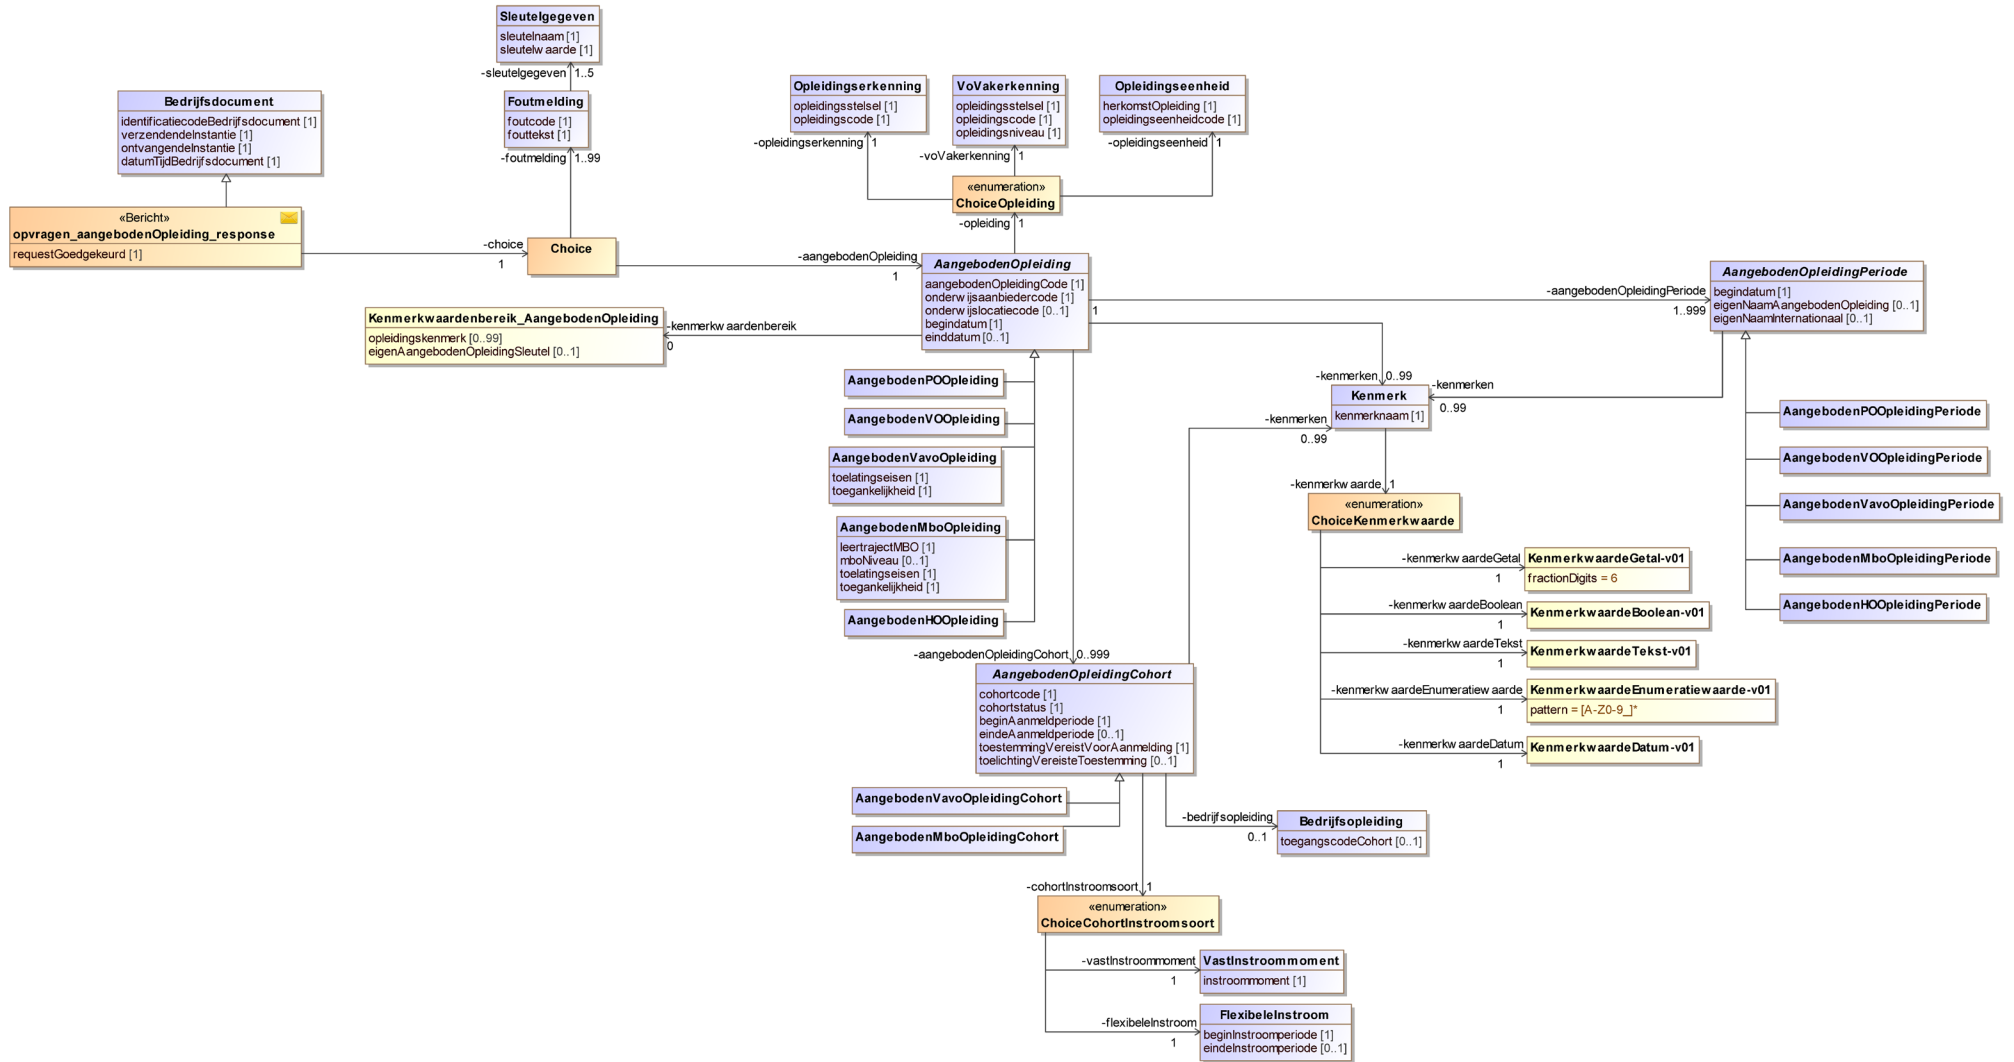 Sleutelgegeven
sleutelnaam [1]
sleutelwaarde [1]
-sleutelgegeven 1..5
Foutmelding
foutcode [1]
fouttekst [1]
-foutmelding 1..99
Bedrijfsdocument
identificatiecodeBedrijfsdocument [1]
verzendendeInstantie [1]
ontvangendeInstantie [1]
datumTijdBedrijfsdocument [1]
«Bericht»
opvragen_aangebodenOpleiding_response
requestGoedgekeurd [1]
-choice
1
Choice
-aangebodenOpleiding
1
Opleidingserkenning
opleidingsstelsel [1]
opleidingscode [1]
-opleidingserkenning 1
VoVakerkenning
opleidingsstelsel [1]
opleidingscode [1]
opleidingsniveau [1]
-voVakerkenning 1
Opleidingseenheid
herkomstOpleiding [1]
opleidingseenheidcode [1]
-opleidingseenheid 1
«enumeration»
ChoiceOpleiding
-opleiding 1
AangebodenOpleiding
aangebodenOpleidingCode [1]
onderwijsaanbiedercode [1]
onderwijslocatiecode [0..1]
begindatum [1]
einddatum [0..1]
1
-aangebodenOpleidingPeriode
1..999
AangebodenOpleidingPeriode
begindatum [1]
eigenNaamAangebodenOpleiding [0..1]
eigenNaamInternationaal [0..1]
Kenmerkwaardenbereik_AangebodenOpleiding
opleidingskenmerk [0..99]
eigenAangebodenOpleidingSleutel [0..1]
-kenmerkwaardenbereik
0
AangebodenPOOpleiding
AangebodenVOOpleiding
AangebodenVavoOpleiding
toelatingseisen [1]
toegankelijkheid [1]
AangebodenMboOpleiding
leertrajectMBO [1]
mboNiveau [0..1]
toelatingseisen [1]
toegankelijkheid [1]
AangebodenHOOpleiding
-kenmerken 0..99
-kenmerken
0..99
-kenmerken
0..99
Kenmerk
kenmerknaam [1]
-kenmerkwaarde 1
«enumeration»
ChoiceKenmerkwaarde
-kenmerkwaardeGetal
1
KenmerkwaardeGetal-v01
fractionDigits = 6
-kenmerkwaardeBoolean
1
KenmerkwaardeBoolean-v01
-kenmerkwaardeTekst
1
KenmerkwaardeTekst-v01
-kenmerkwaardeEnumeratiewaarde
1
KenmerkwaardeEnumeratiewaarde-v01
pattern = [A-Z0-9_]*
-kenmerkwaardeDatum
1
KenmerkwaardeDatum-v01
AangebodenPOOpleidingPeriode
AangebodenVOOpleidingPeriode
AangebodenVavoOpleidingPeriode
AangebodenMboOpleidingPeriode
AangebodenHOOpleidingPeriode
-aangebodenOpleidingCohort 0..999
AangebodenOpleidingCohort
cohortcode [1]
cohortstatus [1]
beginAanmeldperiode [1]
eindeAanmeldperiode [0..1]
toestemmingVereistVoorAanmelding [1]
toelichtingVereisteToestemming [0..1]
AangebodenVavoOpleidingCohort
AangebodenMboOpleidingCohort
-bedrijfsopleiding
0..1
Bedrijfsopleiding
toegangscodeCohort [0..1]
-cohortInstroomsoort 1
«enumeration»
ChoiceCohortInstroomsoort
-vastInstroommoment
1
VastInstroommoment
instroommoment [1]
-flexibeleInstroom
1
FlexibeleInstroom
beginInstroomperiode [1]
eindeInstroomperiode [0..1]